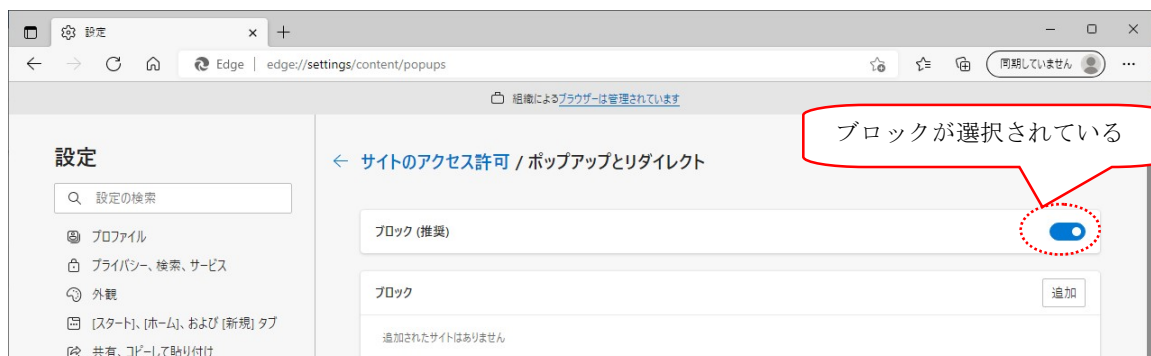 設定
Edge | edge://settings/content/popups
同期していません
組織によるブラウザーは管理されています
ブロックが選択されている
設定
サイトのアクセス許可 / ポップアップとリダイレクト
設定の検索
プロファイル
ブロック (推奨)
プライバシー、検索、サービス
外観
ブロック
追加
[スタート]、[ホーム]、および [新規] タブ
追加されたサイトはありません
共有、コピーして貼り付け